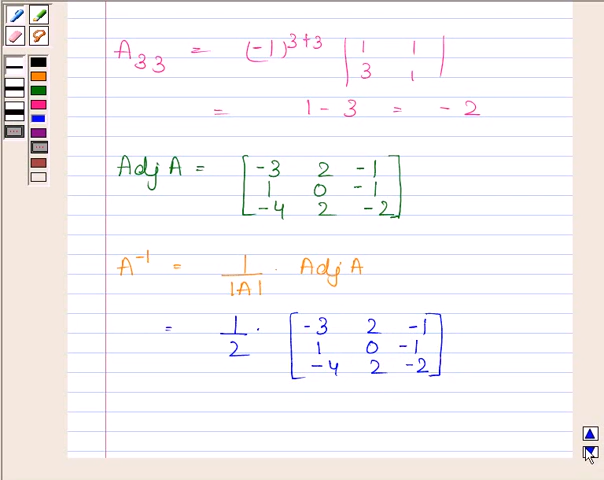 A₃₃ = (-1)³⁺³ | 1 1 |
| 3 1 |
= 1 - 3 = - 2
Adj A = [ -3 2 -1 ]
[ 1 0 -1 ]
[ -4 2 -2 ]
A⁻¹ = 1/|A| . Adj A
= 1/2 . [ -3 2 -1 ]
[ 1 0 -1 ]
[ -4 2 -2 ]